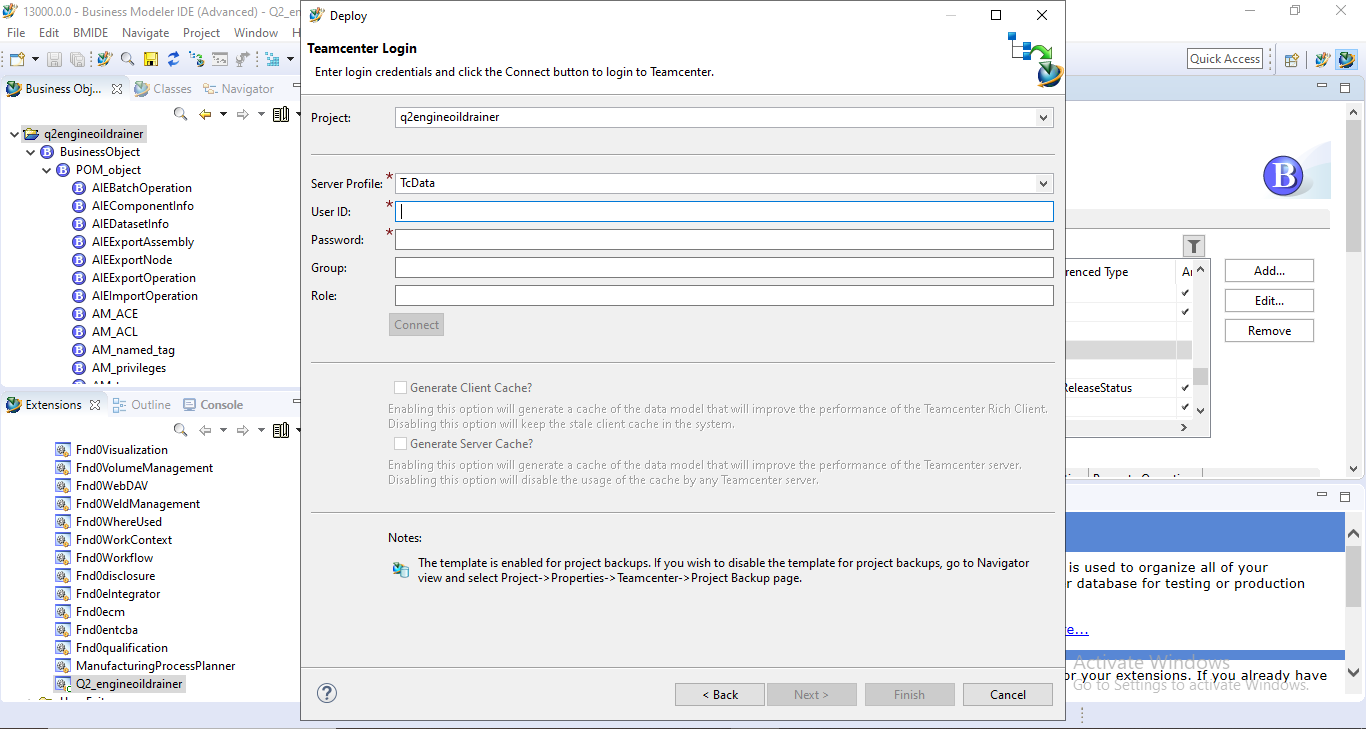 13000.0.0 - Business Modeler IDE (Advanced) - Q2_en
File Edit BMIDE Navigate Project Window H
Quick Access
Business Obj... Classes Navigator
q2engineoildrainer
BusinessObject
POM_object
AIEBatchOperation
AIEComponentInfo
AIEDatasetInfo
AIEExportAssembly
AIEExportNode
AIEExportOperation
AIEImportOperation
AM_ACE
AM_ACL
AM_named_tag
AM_privileges
Extensions Outline Console
Fnd0Visualization
Fnd0VolumeManagement
Fnd0WebDAV
Fnd0WeldManagement
Fnd0WhereUsed
Fnd0WorkContext
Fnd0Workflow
Fnd0disclosure
Fnd0eIntegrator
Fnd0ecm
Fnd0entcba
Fnd0qualification
ManufacturingProcessPlanner
Q2_engineoildrainer
Deploy
Teamcenter Login
Enter login credentials and click the Connect button to login to Teamcenter.
Project: q2engineoildrainer
Server Profile: * TcData
User ID: *
Password: *
Group:
Role:
Connect
Generate Client Cache?
Enabling this option will generate a cache of the data model that will improve the performance of the Teamcenter Rich Client.
Disabling this option will keep the stale client cache in the system.
Generate Server Cache?
Enabling this option will generate a cache of the data model that will improve the performance of the Teamcenter server.
Disabling this option will disable the usage of the cache by any Teamcenter server.
Notes:
The template is enabled for project backups. If you wish to disable the template for project backups, go to Navigator
view and select Project->Properties->Teamcenter->Project Backup page.
? < Back Next > Finish Cancel
B
renced Type
Add...
Edit...
Remove
ReleaseStatus
is used to organize all of your
r database for testing or production
e...
Activate Windows
or your extensions. If you already have
Go to Settings to activate Windows.